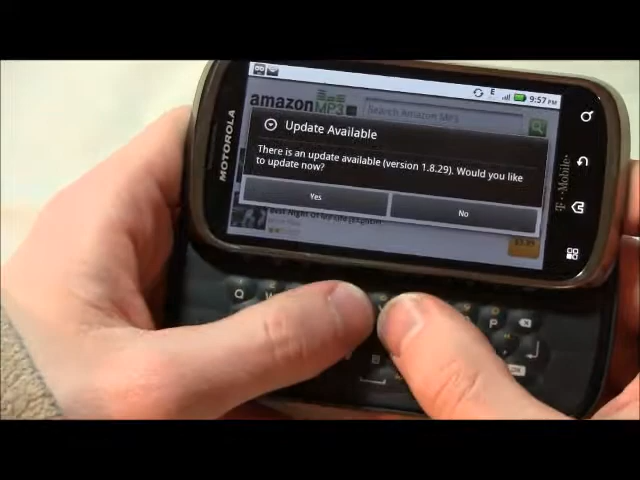 9:57 PM
amazonMP3
Search Amazon MP3
Update Available
There is an update available (version 1.8.29). Would you like
to update now?
Yes
No
MOTOROLA
T-Mobile
Q
P